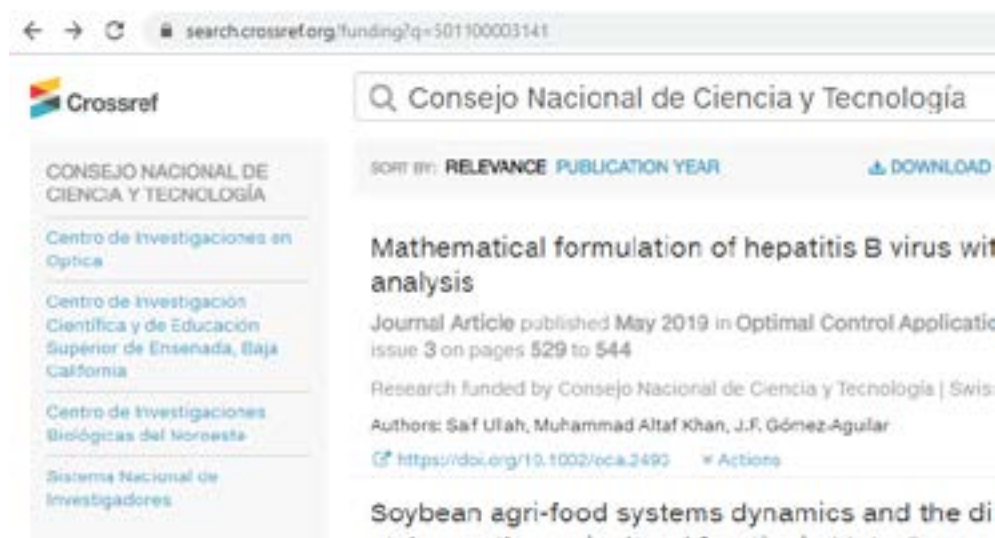 search.crossref.org/funding?q=501100003141
Crossref
Consejo Nacional de Ciencia y Tecnología
CONSEJO NACIONAL DE
CIENCIA Y TECNOLOGÍA
Centro de Investigaciones en
Optica
Centro de Investigación
Científica y de Educación
Superior de Ensenada, Baja
California
Centro de Investigaciones
Biológicas del Noroeste
Sistema Nacional de
Investigadores
SORT BY: RELEVANCE PUBLICATION YEAR
DOWNLOAD
Mathematical formulation of hepatitis B virus wit
analysis
Journal Article published May 2019 in Optimal Control Applicatio
issue 3 on pages 529 to 544
Research funded by Consejo Nacional de Ciencia y Tecnología | Swis
Authors: Saif Ullah, Muhammad Altaf Khan, J.F. Gómez-Aguilar
https://doi.org/10.1002/oca.2493 Actions
Soybean agri-food systems dynamics and the di